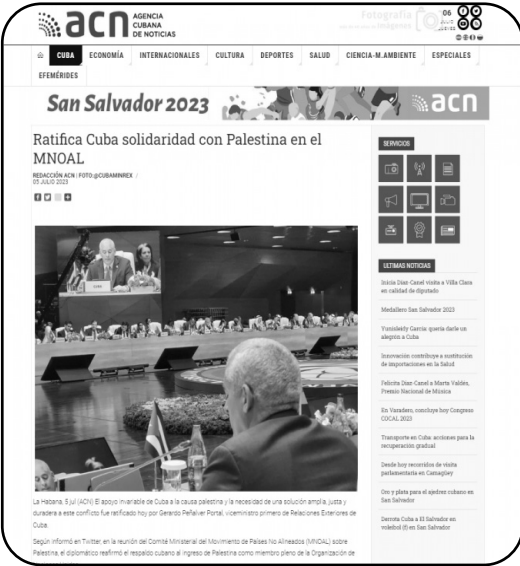 acn AGENCIA
CUBANA
DE NOTICIAS
Fotografía
06
CUBA ECONOMÍA INTERNACIONALES CULTURA DEPORTES SALUD CIENCIA-M.AMBIENTE ESPECIALES
EFEMÉRIDES
San Salvador 2023 acn
Ratifica Cuba solidaridad con Palestina en el
MNOAL
REDACCIÓN ACN | FOTO:@CUBAMINREX /
05 JULIO 2023
La Habana, 5 jul (ACN) El apoyo invariable de Cuba a la causa palestina y la necesidad de una solución amplia, justa y
duradera a este conflicto fue ratificado hoy por Gerardo Peñalver Portal, viceministro primero de Relaciones Exteriores de
Cuba.
Según informó en Twitter, en la reunión del Comité Ministerial del Movimiento de Países No Alineados (MNOAL) sobre
Palestina, el diplomático reafirmó el respaldo cubano al ingreso de Palestina como miembro pleno de la Organización de
SERVICIOS
ULTIMAS NOTICIAS
Inicia Díaz-Canel visita a Villa Clara
en calidad de diputado
Medallero San Salvador 2023
Yunisleidy García: quería darle un
alegrón a Cuba
Innovación contribuye a sustitución
de importaciones en la Salud
Felicita Díaz-Canel a Marta Valdés,
Premio Nacional de Música
En Varadero, concluye hoy Congreso
COCAL 2023
Transporte en Cuba: acciones para la
recuperación gradual
Desde hoy recorridos de visita
parlamentaria en Camagüey
Oro y plata para el ajedrez cubano en
San Salvador
Derrota Cuba a El Salvador en
voleibol (f) en San Salvador